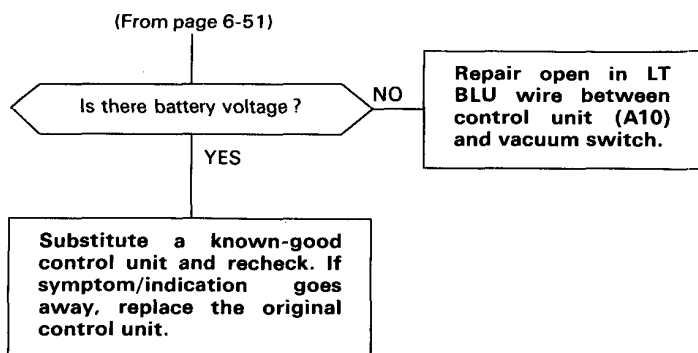 (From page 6-51)
Is there battery voltage ?
NO
Repair open in LT
BLU wire between
control unit (A10)
and vacuum switch.
YES
Substitute a known-good
control unit and recheck. If
symptom/indication goes
away, replace the original
control unit.